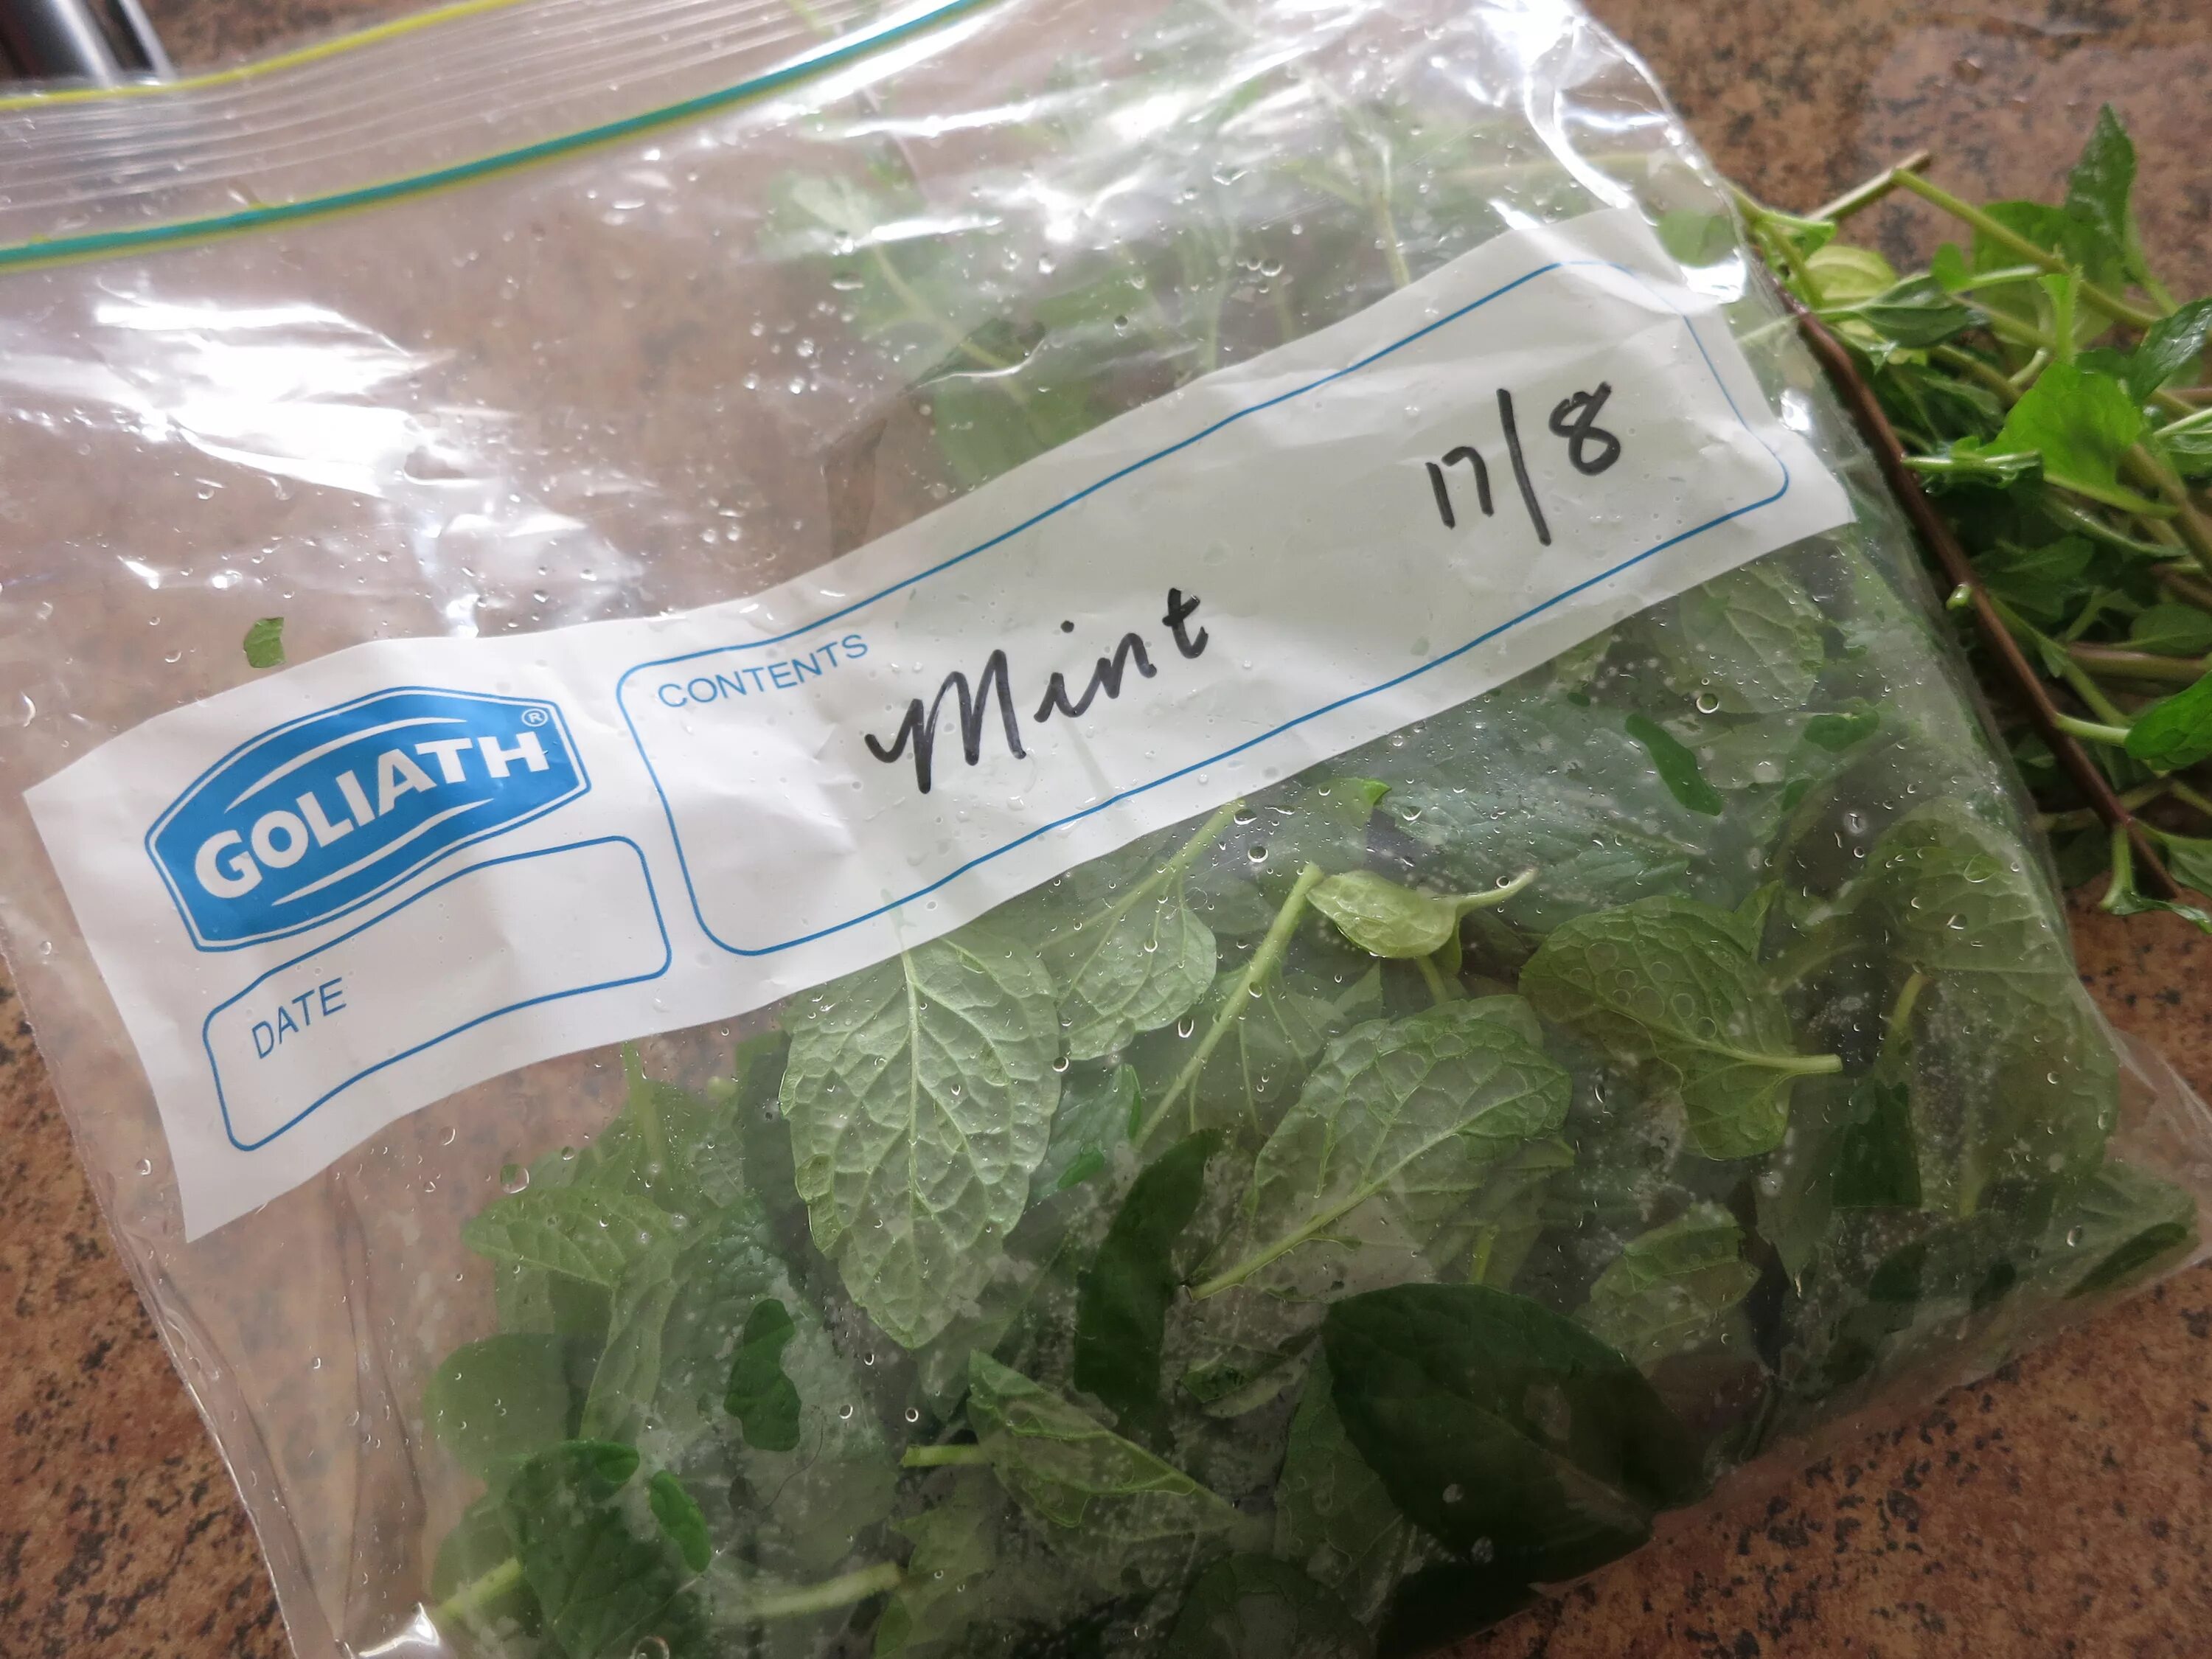 GOLIATH®
DATE
CONTENTS
Mint
17/8